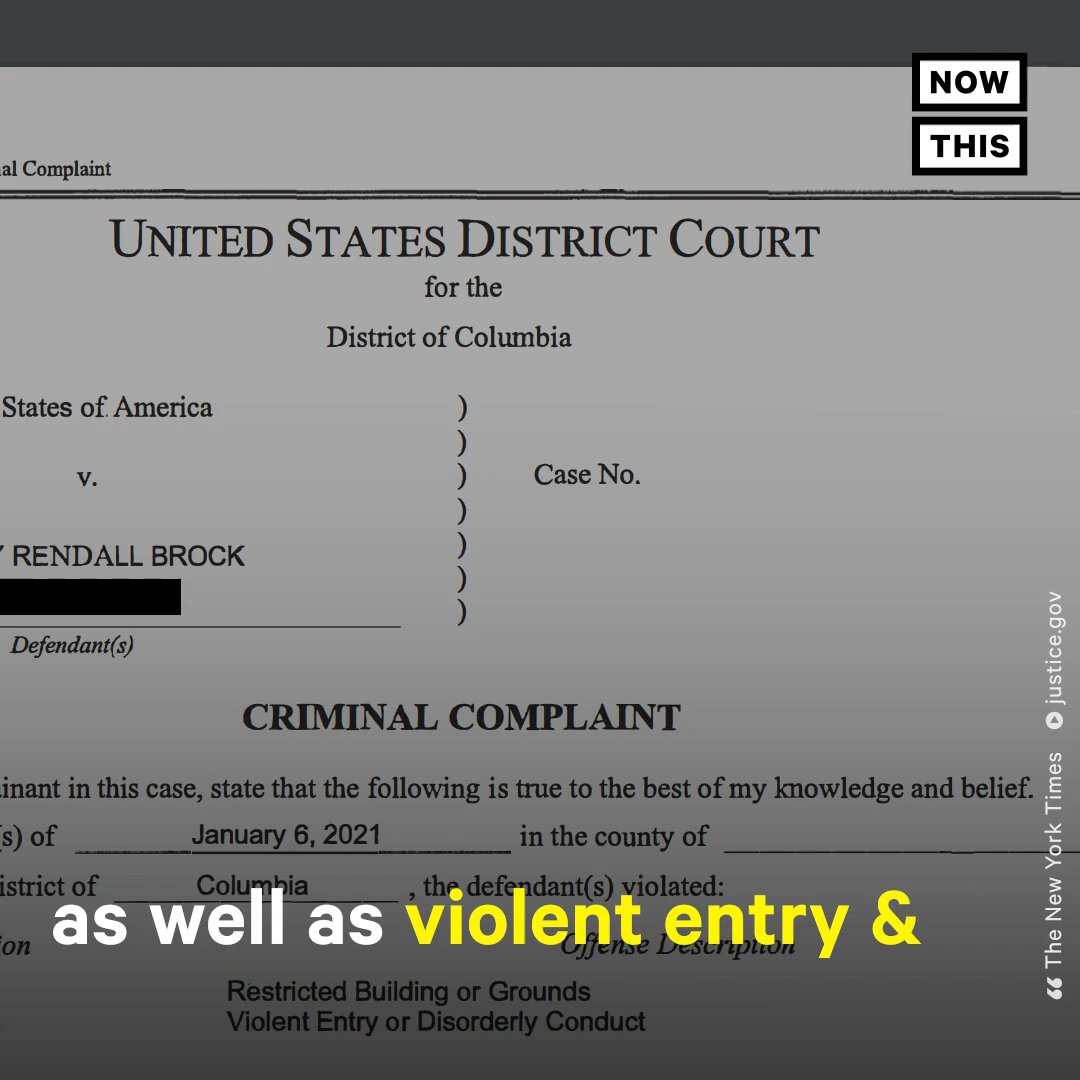 NOW
THIS
al Complaint
UNITED STATES DISTRICT COURT
for the
District of Columbia
States of America
)
)
v.
)
Case No.
)
RENDALL BROCK
)
)
)
Defendant(s)
CRIMINAL COMPLAINT
inant in this case, state that the following is true to the best of my knowledge and belief.
(s) of January 6, 2021 in the county of
istrict of Columbia , the defendant(s) violated:
as well as violent entry &
ion Offense Description
Restricted Building or Grounds
Violent Entry or Disorderly Conduct
The New York Times justice.gov